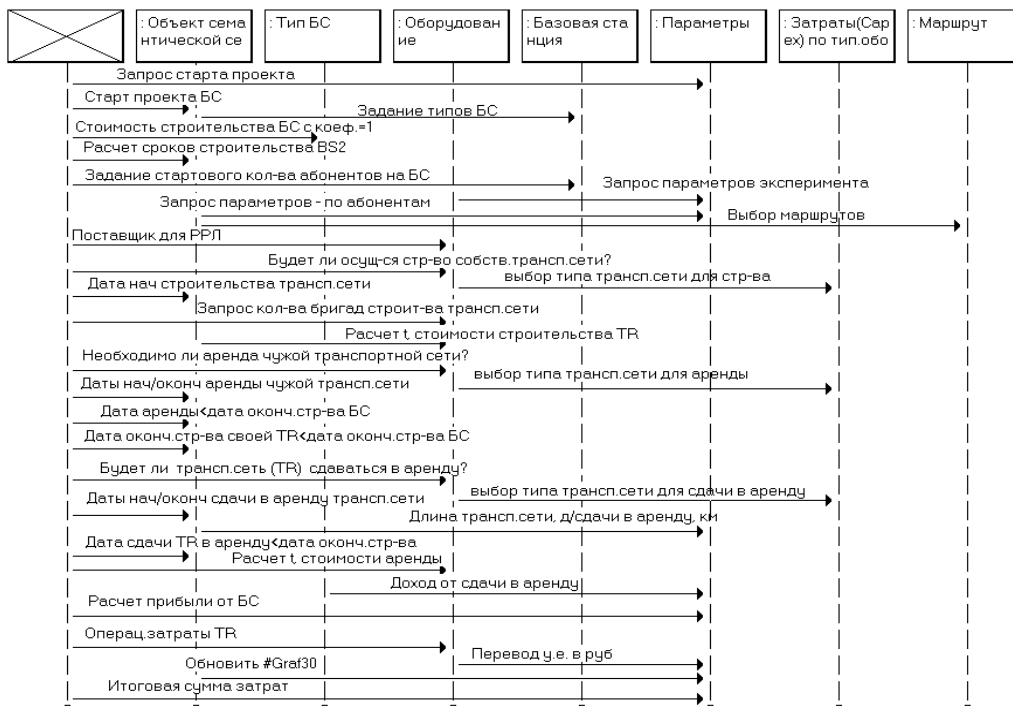 : Объект сема
нтической се
: Тип БС
: Оборудован
ие
: Базовая ста
нция
: Параметры
: Затраты(Сар
ех) по тип.обо
: Маршрут
Запрос старта проекта
Старт проекта БС
Задание типов БС
Стоимость строительства БС с коеф.=1
Расчет сроков строительства BS2
Задание стартового кол-ва абонентов на БС
Запрос параметров эксперимента
Запрос параметров - по абонентам
Выбор маршрутов
Поставщик для РРЛ
Будет ли осущ-ся стр-во собств.трансп.сети?
выбор типа трансп.сети для стр-ва
Дата нач строительства трансп.сети
Запрос кол-ва бригад строит-ва трансп.сети
Расчет t, стоимости строительства TR
Необходимо ли аренда чужой транспортной сети?
выбор типа трансп.сети для аренды
Даты нач/оконч аренды чужой трансп.сети
Дата аренды<дата оконч.стр-ва БС
Дата оконч.стр-ва своей TR<дата оконч.стр-ва БС
Будет ли трансп.сеть (TR) сдаваться в аренду?
выбор типа трансп.сети для сдачи в аренду
Даты нач/оконч сдачи в аренду трансп.сети
Длина трансп.сети, д/сдачи в аренду, км
Дата сдачи TR в аренду<дата оконч.стр-ва
Расчет t, стоимости аренды
Доход от сдачи в аренду
Расчет прибыли от БС
Операц.затраты TR
Перевод у.е. в руб
Обновить #Graf30
Итоговая сумма затрат